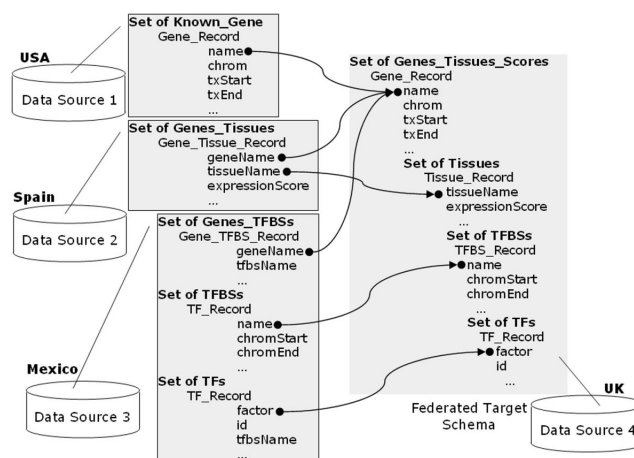 USA
Data Source 1
Set of Known_Gene
Gene_Record
name
chrom
txStart
txEnd
...
Spain
Data Source 2
Set of Genes_Tissues
Gene_Tissue_Record
geneName
tissueName
expressionScore
...
Mexico
Data Source 3
Set of Genes_TFBSs
Gene_TFBS_Record
geneName
tfbsName
...
Set of TFBSs
TF_Record
name
chromStart
chromEnd
...
Set of TFs
TF_Record
factor
id
tfbsName
...
Set of Genes_Tissues_Scores
Gene_Record
name
chrom
txStart
txEnd
...
Set of Tissues
Tissue_Record
tissueName
expressionScore
...
Set of TFBSs
TFBS_Record
name
chromStart
chromEnd
...
Set of TFs
TF_Record
factor
id
...
Federated Target
Schema
UK
Data Source 4